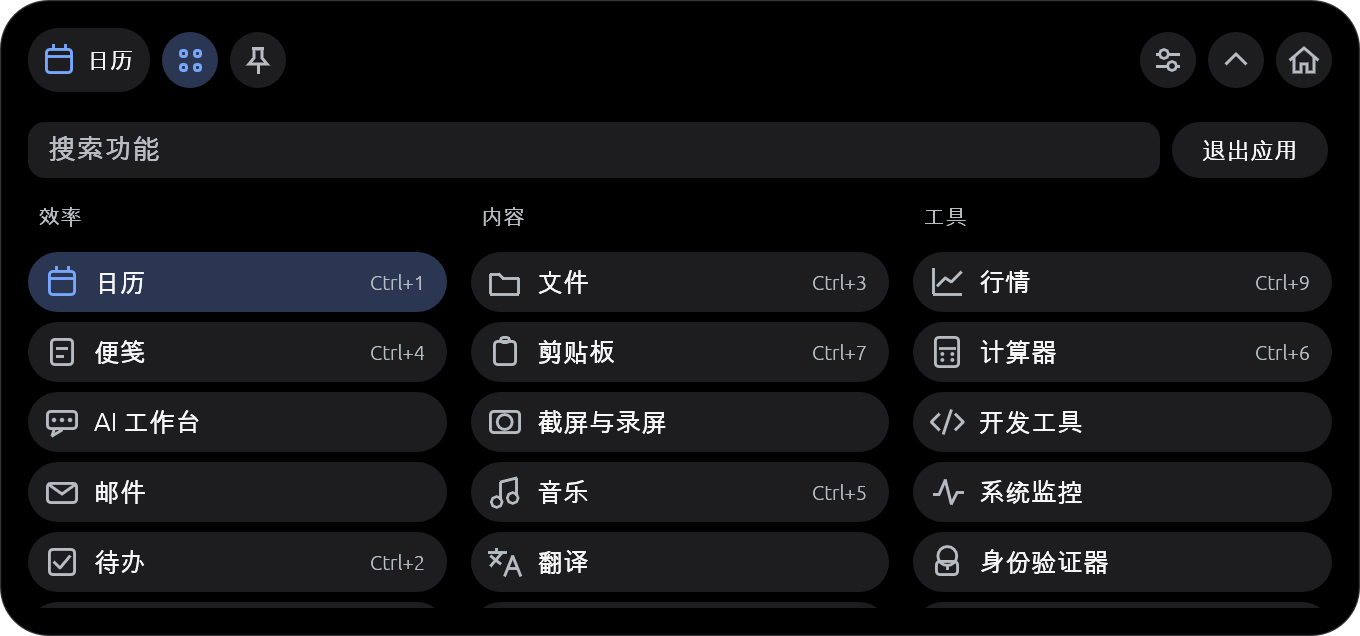 日历
搜索功能
退出应用
效率
日历 Ctrl+1
便笺 Ctrl+4
AI 工作台
邮件
待办 Ctrl+2
内容
文件 Ctrl+3
剪贴板 Ctrl+7
截屏与录屏
音乐 Ctrl+5
翻译
工具
行情 Ctrl+9
计算器 Ctrl+6
开发工具
系统监控
身份验证器